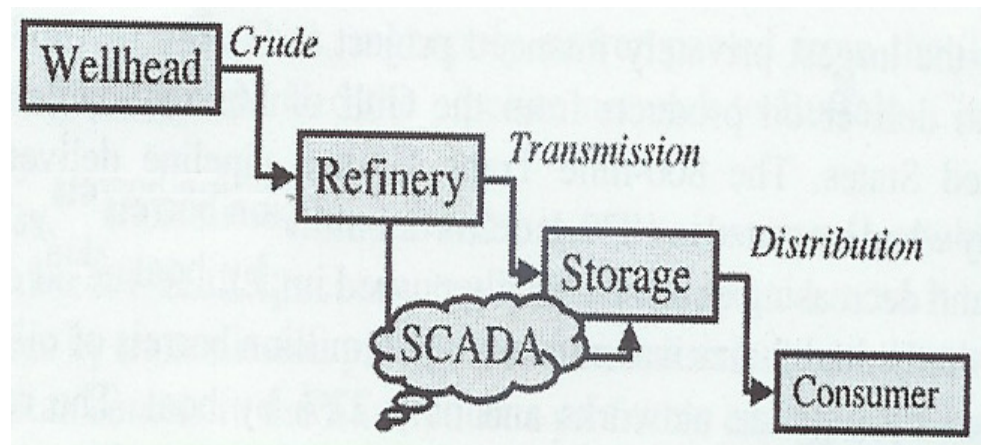 Wellhead
Crude
Refinery
Transmission
Storage
Distribution
SCADA
Consumer